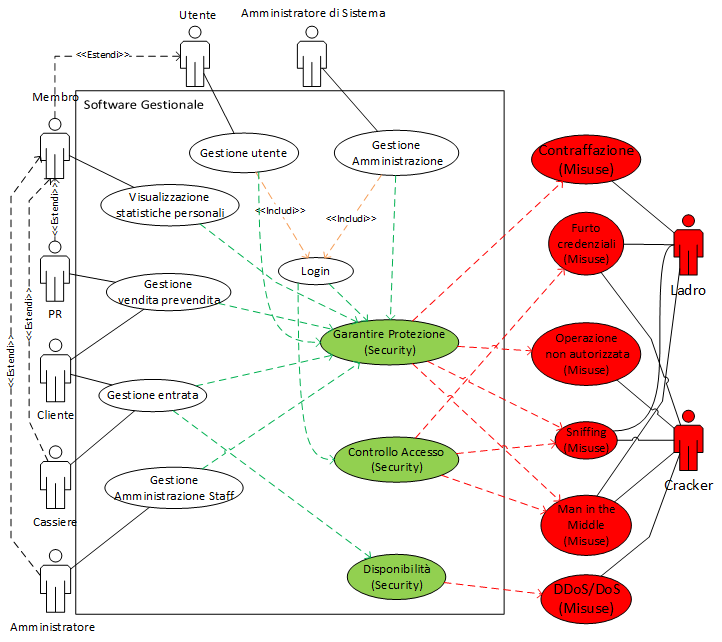 Utente
Amministratore di Sistema
<<Estendi>>
Membro
Software Gestionale
Gestione utente
Gestione
Amministrazione
Contraffazione
(Misuse)
Visualizzazione
statistiche personali
<<Includi>>
<<Includi>>
<<Estendi>>
Furto
credenziali
(Misuse)
Ladro
Login
Gestione
vendita prevendita
PR
<<Estendi>>
<<Estendi>>
Garantire Protezione
(Security)
Operazione
non autorizzata
(Misuse)
Cliente
Gestione entrata
Sniffing
(Misuse)
Controllo Accesso
(Security)
Cracker
Gestione
Amministrazione Staff
Cassiere
Man in the
Middle
(Misuse)
Disponibilità
(Security)
DDoS/DoS
(Misuse)
Amministratore